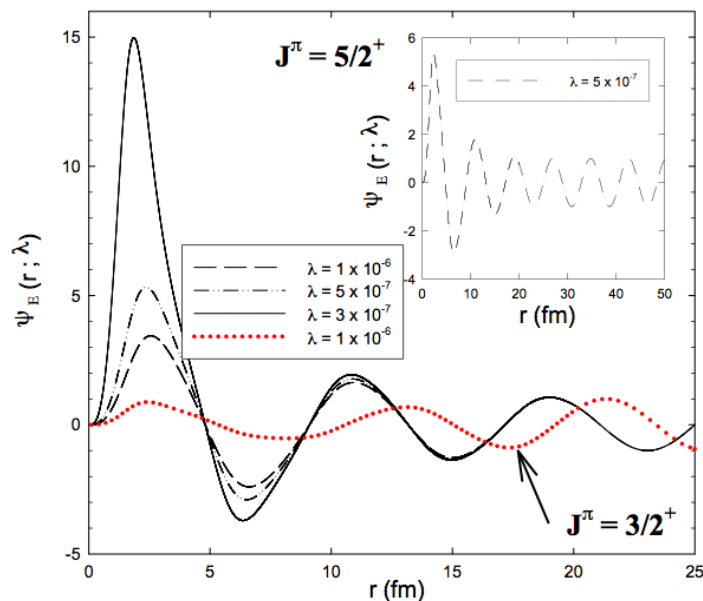 J^π = 5/2⁺
ψ_E (r ; λ)
15
10
5
0
-5
0
5
10
15
20
25
r (fm)
λ = 1 x 10⁻⁶
λ = 5 x 10⁻⁷
λ = 3 x 10⁻⁷
λ = 1 x 10⁻⁶
J^π = 3/2⁺
ψ_E (r ; λ)
6
4
2
0
-2
-4
0
10
20
30
40
50
r (fm)
λ = 5 x 10⁻⁷